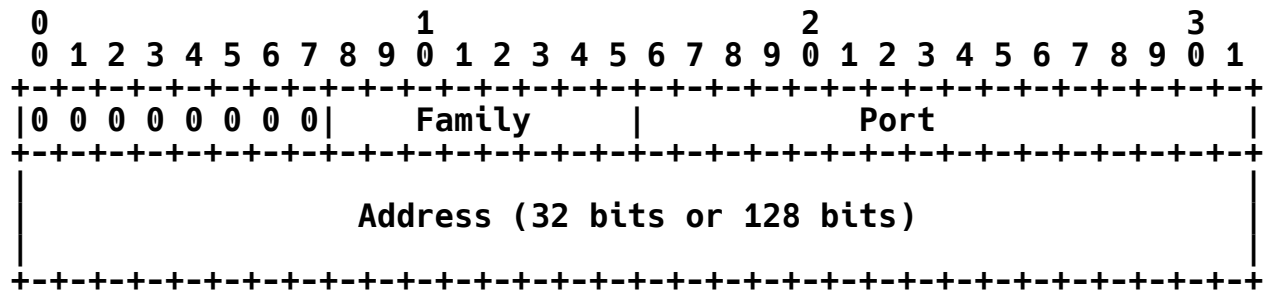 0                   1                   2                   3
 0 1 2 3 4 5 6 7 8 9 0 1 2 3 4 5 6 7 8 9 0 1 2 3 4 5 6 7 8 9 0 1
+-+-+-+-+-+-+-+-+-+-+-+-+-+-+-+-+-+-+-+-+-+-+-+-+-+-+-+-+-+-+-+-+
|0 0 0 0 0 0 0 0|    Family     |           Port                |
+-+-+-+-+-+-+-+-+-+-+-+-+-+-+-+-+-+-+-+-+-+-+-+-+-+-+-+-+-+-+-+-+
|                                                               |
|                 Address (32 bits or 128 bits)                 |
|                                                               |
+-+-+-+-+-+-+-+-+-+-+-+-+-+-+-+-+-+-+-+-+-+-+-+-+-+-+-+-+-+-+-+-+